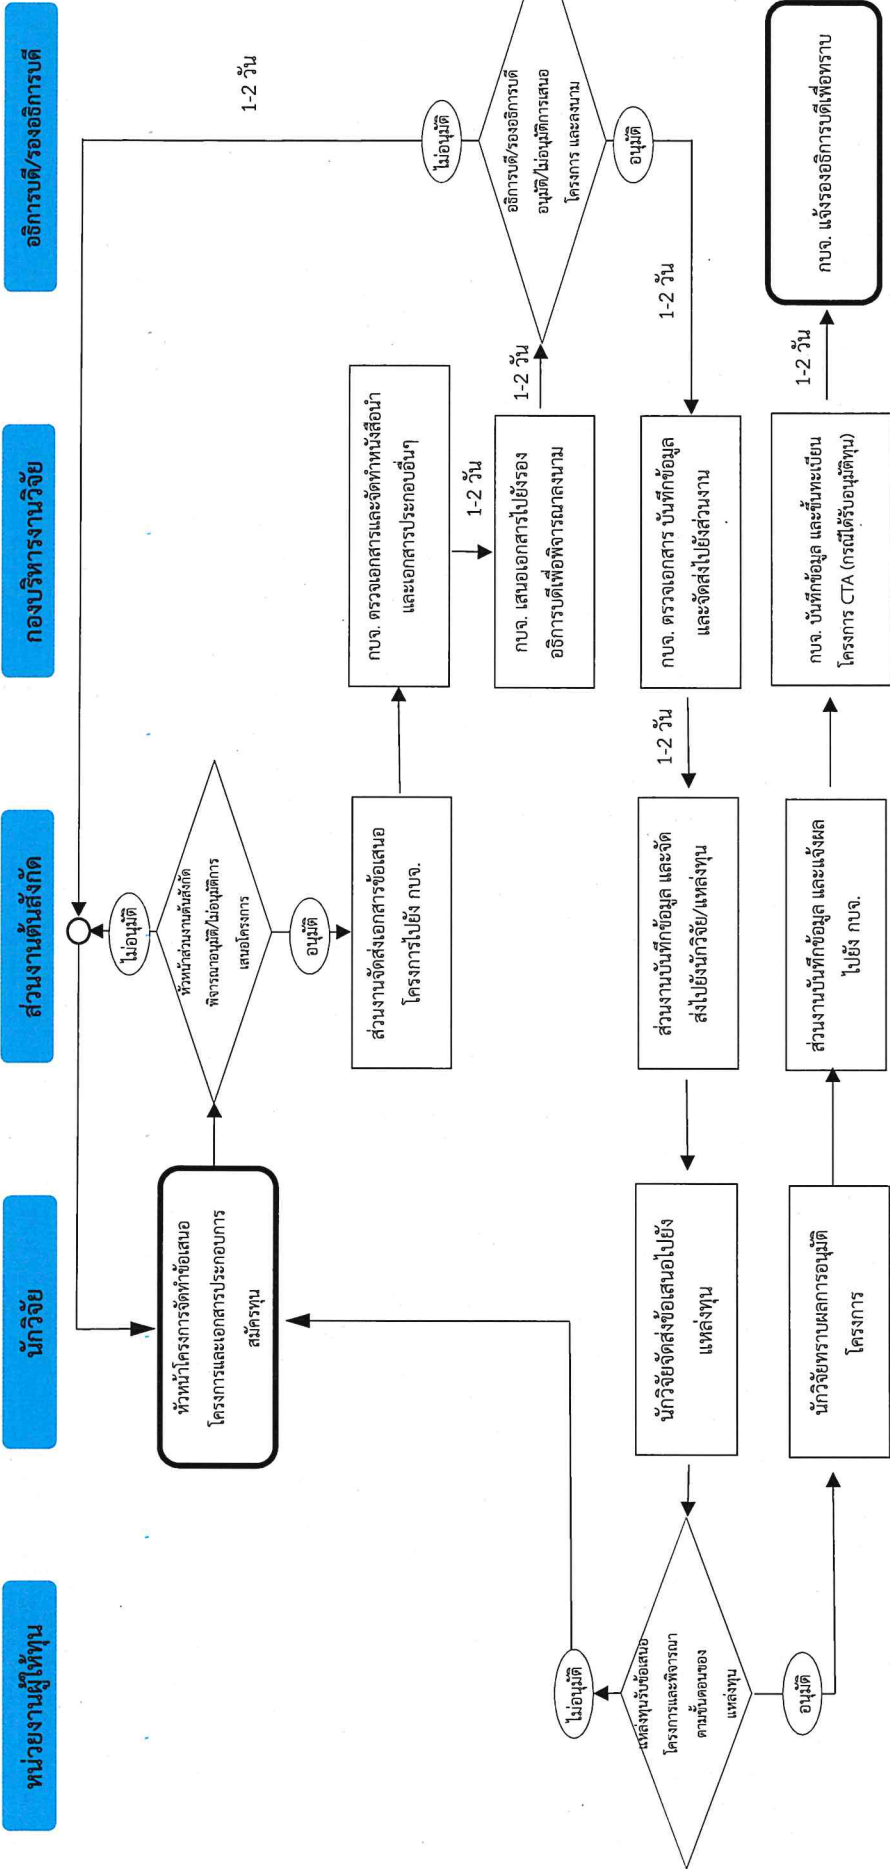 หน่วยงานผู้ให้ทุน
นักวิจัย
ส่วนงานต้นสังกัด
กองบริหารงานวิจัย
อธิการบดี/รองอธิการบดี
1-2 วัน
ไม่อนุมัติ
หัวหน้าโครงการจัดทำข้อเสนอ
โครงการและเอกสารประกอบการ
สมัครทุน
หัวหน้าส่วนงานต้นสังกัด
พิจารณาอนุมัติ/ไม่อนุมัติการ
เสนอโครงการ
อนุมัติ
ส่วนงานจัดส่งเอกสารข้อเสนอ
โครงการไปยัง กบจ.
กบจ. ตรวจเอกสารและจัดทำหนังสือนำ
และเอกสารประกอบอื่นๆ
1-2 วัน
กบจ. เสนอเอกสารไปยังรอง
อธิการบดีเพื่อพิจารณาลงนาม
1-2 วัน
ไม่อนุมัติ
อธิการบดี/รองอธิการบดี
อนุมัติ/ไม่อนุมัติการเสนอ
โครงการ และลงนาม
อนุมัติ
1-2 วัน
กบจ. ตรวจเอกสาร บันทึกข้อมูล
และจัดส่งไปยังส่วนงาน
1-2 วัน
ส่วนงานบันทึกข้อมูล และจัด
ส่งไปยังนักวิจัย/แหล่งทุน
นักวิจัยจัดส่งข้อเสนอไปยัง
แหล่งทุน
ไม่อนุมัติ
แหล่งทุนรับข้อเสนอ
โครงการและพิจารณา
ตามขั้นตอนของ
แหล่งทุน
อนุมัติ
นักวิจัยทราบผลการอนุมัติ
โครงการ
ส่วนงานบันทึกข้อมูล และแจ้งผล
ไปยัง กบจ.
กบจ. บันทึกข้อมูล และขึ้นทะเบียน
โครงการ CTA (กรณีได้รับอนุมัติทุน)
1-2 วัน
กบจ. แจ้งรองอธิการบดีเพื่อทราบ